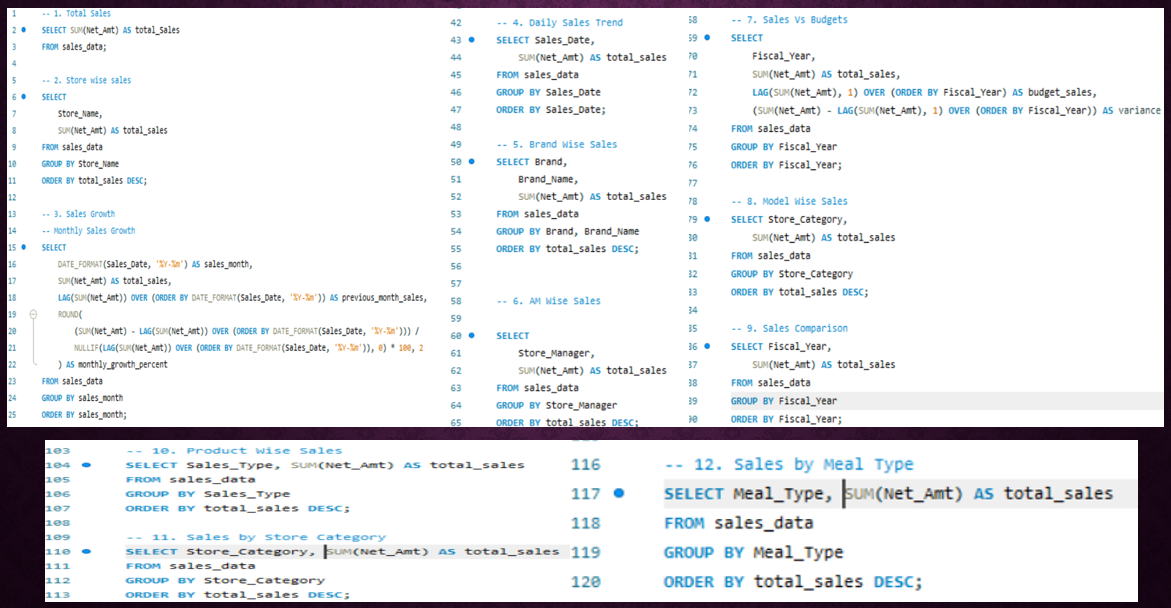 1 -- 1. Total Sales
2 SELECT SUM(Net_Amt) AS total_Sales
3 FROM sales_data;
4
5 -- 2. Store wise sales
6 SELECT
7 Store_Name,
8 SUM(Net_Amt) AS total_sales
9 FROM sales_data
10 GROUP BY Store_Name
11 ORDER BY total_sales DESC;
12
13 -- 3. Sales Growth
14 -- Monthly Sales Growth
15 SELECT
16 DATE_FORMAT(Sales_Date, '%Y-%m') AS sales_month,
17 SUM(Net_Amt) AS total_sales,
18 LAG(SUM(Net_Amt)) OVER (ORDER BY DATE_FORMAT(Sales_Date, '%Y-%m')) AS previous_month_sales,
19 ROUND(
20 (SUM(Net_Amt) - LAG(SUM(Net_Amt)) OVER (ORDER BY DATE_FORMAT(Sales_Date, '%Y-%m'))) /
21 NULLIF(LAG(SUM(Net_Amt)) OVER (ORDER BY DATE_FORMAT(Sales_Date, '%Y-%m')), 0) * 100, 2
22 ) AS monthly_growth_percent
23 FROM sales_data
24 GROUP BY sales_month
25 ORDER BY sales_month;
42 -- 4. Daily Sales Trend
43 SELECT Sales_Date,
44 SUM(Net_Amt) AS total_sales
45 FROM sales_data
46 GROUP BY Sales_Date
47 ORDER BY Sales_Date;
48
49 -- 5. Brand Wise Sales
50 SELECT Brand,
51 Brand_Name,
52 SUM(Net_Amt) AS total_sales
53 FROM sales_data
54 GROUP BY Brand, Brand_Name
55 ORDER BY total_sales DESC;
56
57
58 -- 6. AM Wise Sales
59
60 SELECT
61 Store_Manager,
62 SUM(Net_Amt) AS total_sales
63 FROM sales_data
64 GROUP BY Store_Manager
65 ORDER BY total_sales DESC;
68 -- 7. Sales Vs Budgets
69 SELECT
70 Fiscal_Year,
71 SUM(Net_Amt) AS total_sales,
72 LAG(SUM(Net_Amt), 1) OVER (ORDER BY Fiscal_Year) AS budget_sales,
73 (SUM(Net_Amt) - LAG(SUM(Net_Amt), 1) OVER (ORDER BY Fiscal_Year)) AS variance
74 FROM sales_data
75 GROUP BY Fiscal_Year
76 ORDER BY Fiscal_Year;
77
78 -- 8. Model Wise Sales
79 SELECT Store_Category,
80 SUM(Net_Amt) AS total_sales
81 FROM sales_data
82 GROUP BY Store_Category
83 ORDER BY total_sales DESC;
84
85 -- 9. Sales Comparison
86 SELECT Fiscal_Year,
87 SUM(Net_Amt) AS total_sales
88 FROM sales_data
89 GROUP BY Fiscal_Year
90 ORDER BY Fiscal_Year;
103 -- 10. Product Wise Sales
104 SELECT Sales_Type, SUM(Net_Amt) AS total_sales
105 FROM sales_data
106 GROUP BY Sales_Type
107 ORDER BY total_sales DESC;
108
109 -- 11. Sales by Store Category
110 SELECT Store_Category, SUM(Net_Amt) AS total_sales
111 FROM sales_data
112 GROUP BY Store_Category
113 ORDER BY total_sales DESC;
116 -- 12. Sales by Meal Type
117 SELECT Meal_Type, SUM(Net_Amt) AS total_sales
118 FROM sales_data
119 GROUP BY Meal_Type
120 ORDER BY total_sales DESC;